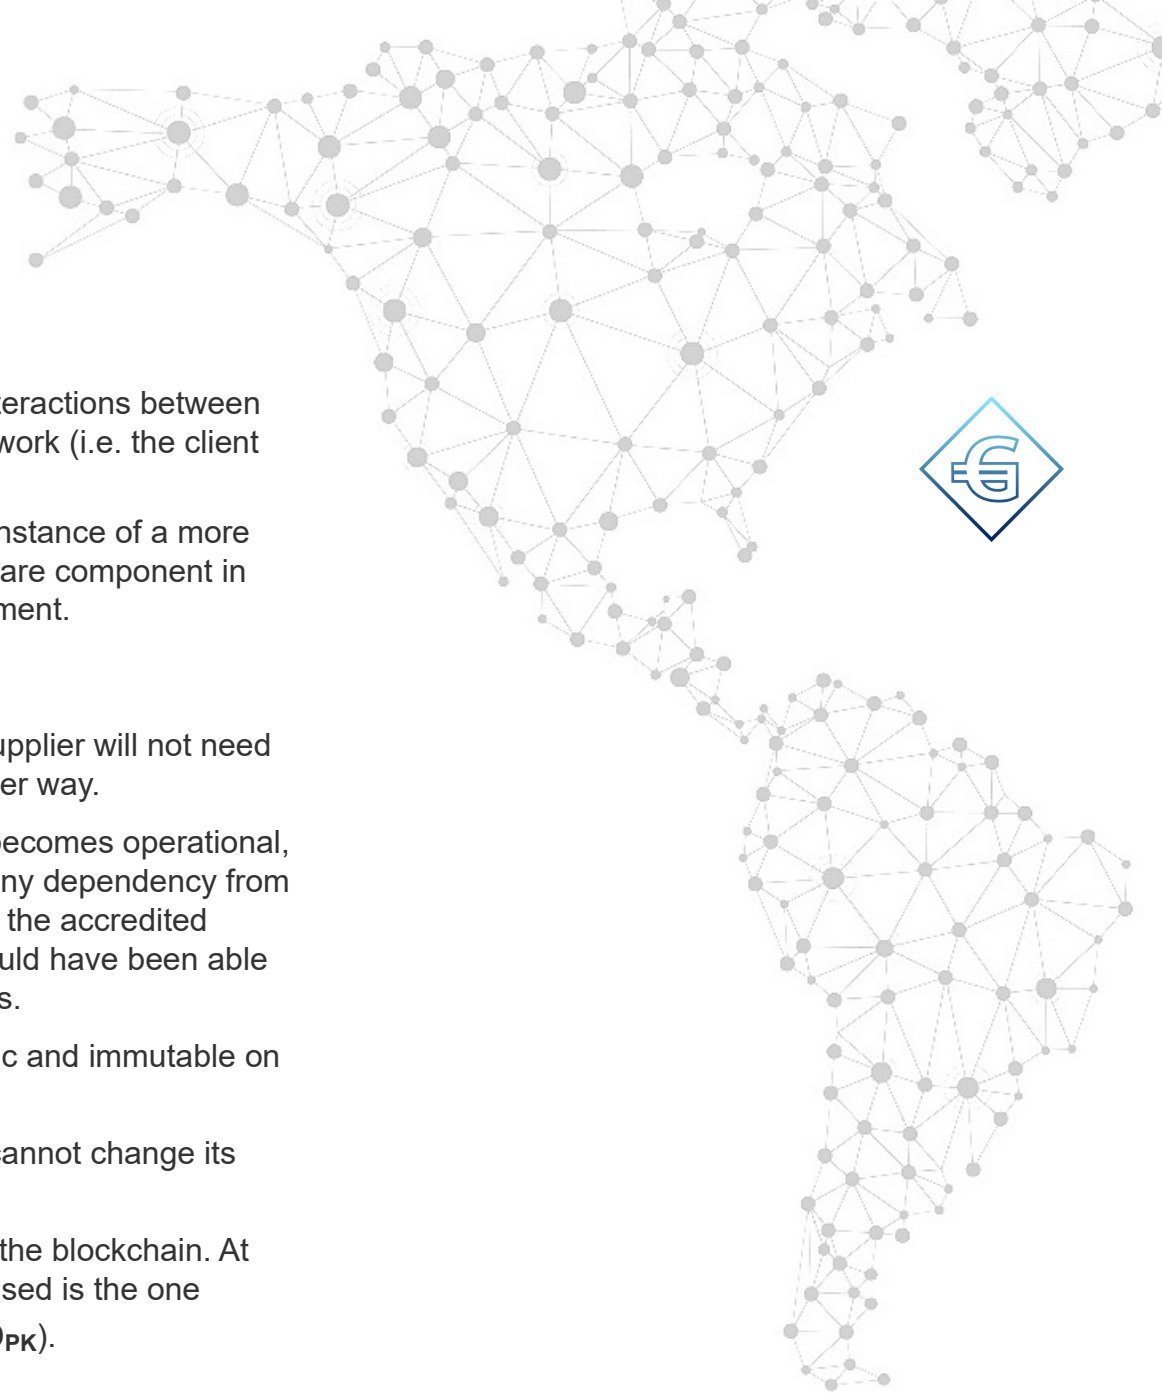 teractions between
work (i.e. the client
nstance of a more
are component in
ment.
upplier will not need
er way.
becomes operational,
ny dependency from
the accredited
uld have been able
s.
c and immutable on
cannot change its
the blockchain. At
sed is the one
PK).